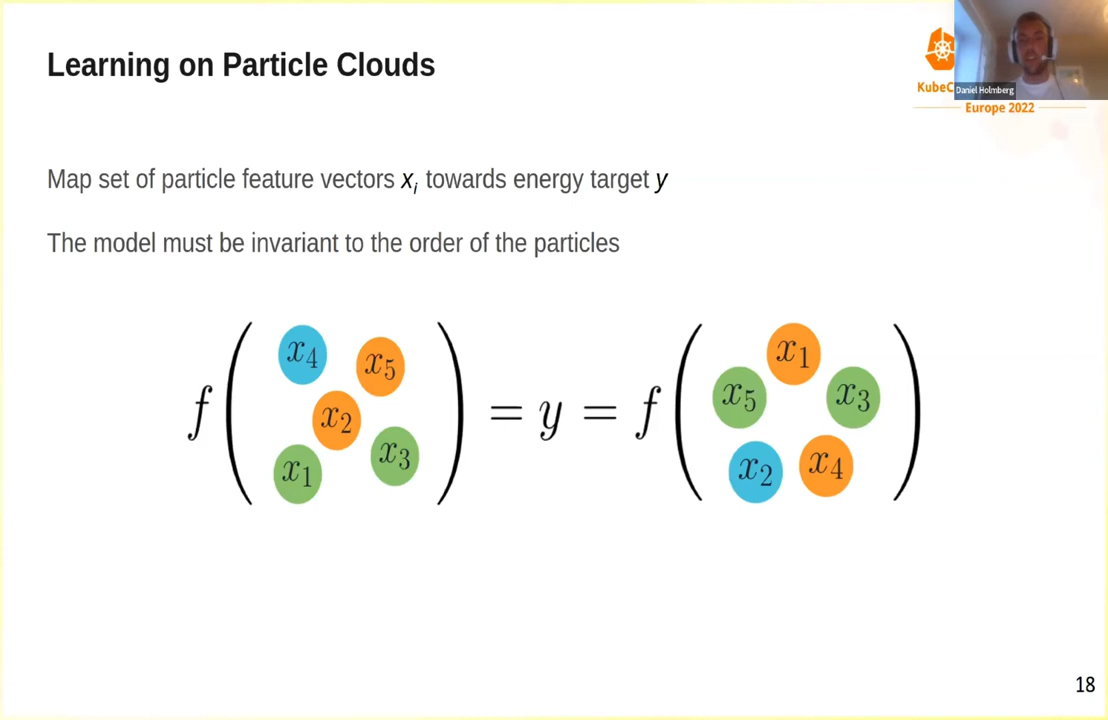 Learning on Particle Clouds
KubeC
Daniel Holmberg
Europe 2022
Map set of particle feature vectors xᵢ towards energy target y
The model must be invariant to the order of the particles
f ( x₄ x₅ x₂ x₁ x₃ ) = y = f ( x₁ x₅ x₃ x₂ x₄ )
18